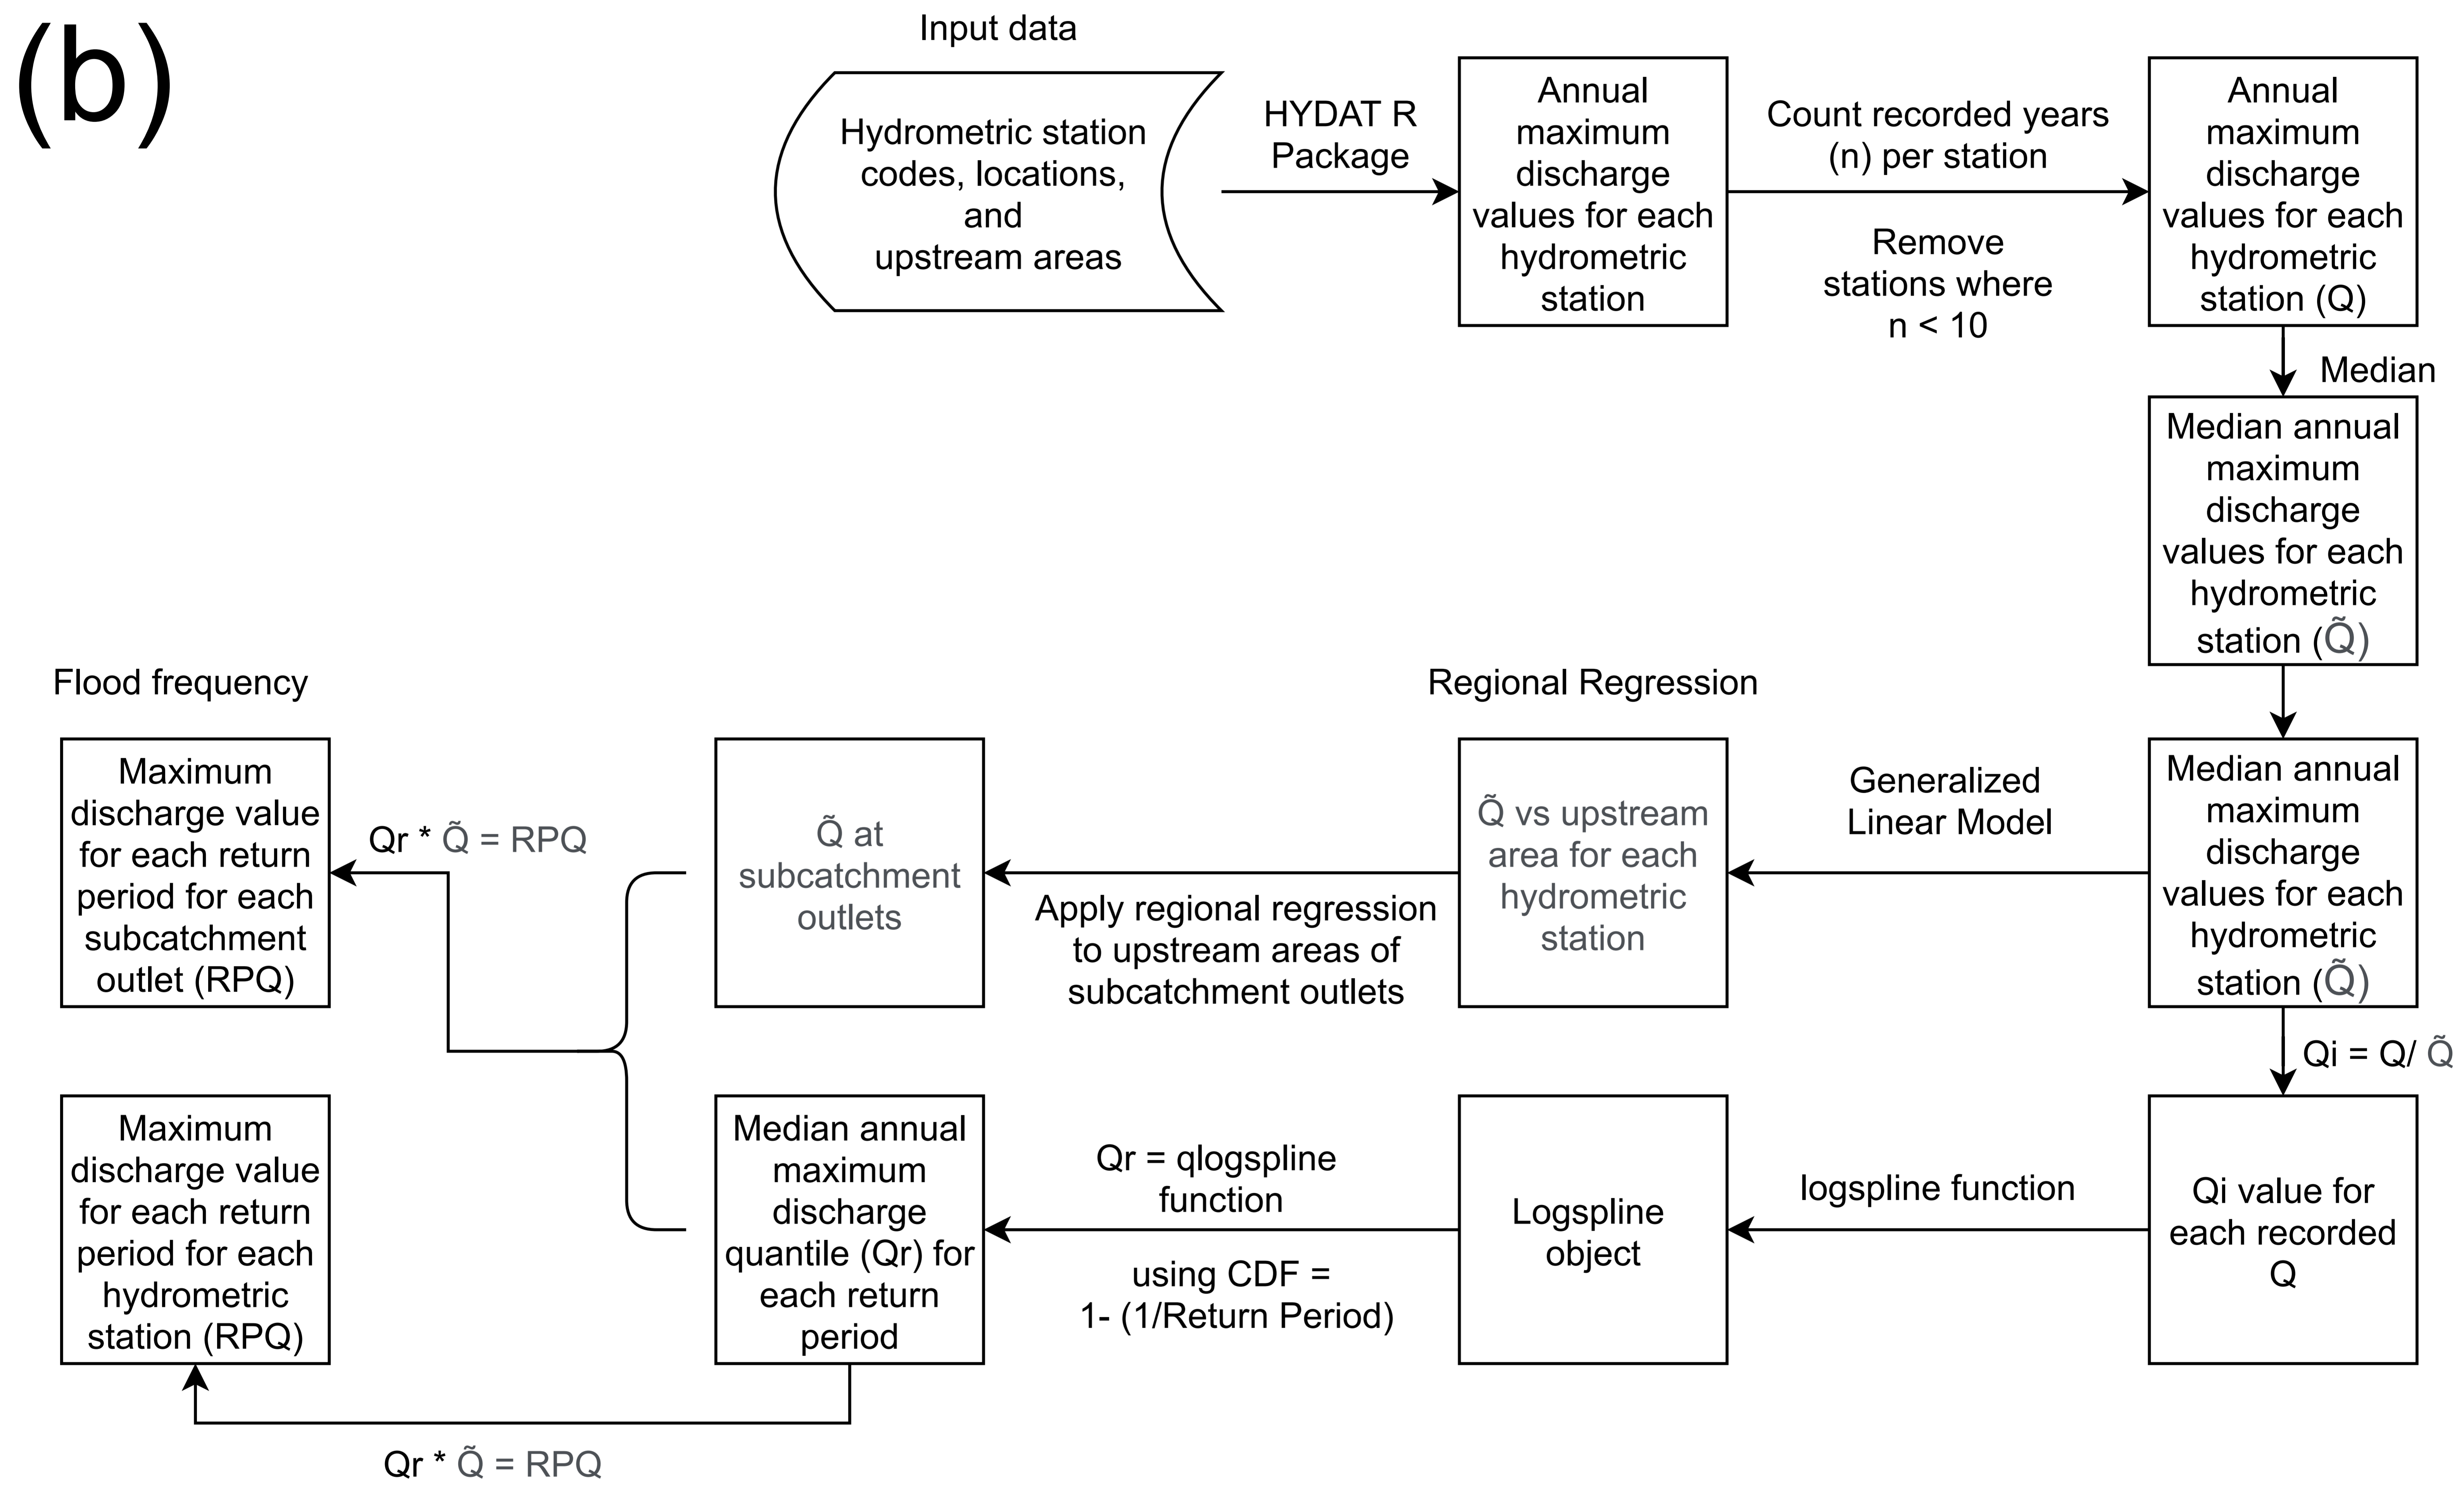 (b)
Input data
Hydrometric station
codes, locations,
and
upstream areas
HYDAT R
Package
Annual
maximum
discharge
values for each
hydrometric
station
Count recorded years
(n) per station
Remove
stations where
n < 10
Annual
maximum
discharge
values for each
hydrometric
station (Q)
Median
Median annual
maximum
discharge
values for each
hydrometric
station (Q̃)
Median annual
maximum
discharge
values for each
hydrometric
station (Q̃)
Generalized
Linear Model
Regional Regression
Q̃ vs upstream
area for each
hydrometric
station
Apply regional regression
to upstream areas of
subcatchment outlets
Q̃ at
subcatchment
outlets
Qr * Q̃ = RPQ
Flood frequency
Maximum
discharge value
for each return
period for each
subcatchment
outlet (RPQ)
Qi = Q/ Q̃
Qi value for
each recorded
Q
logspline function
Logspline
object
Qr = qlogspline
function
using CDF =
1- (1/Return Period)
Median annual
maximum
discharge
quantile (Qr) for
each return
period
Maximum
discharge value
for each return
period for each
hydrometric
station (RPQ)
Qr * Q̃ = RPQ